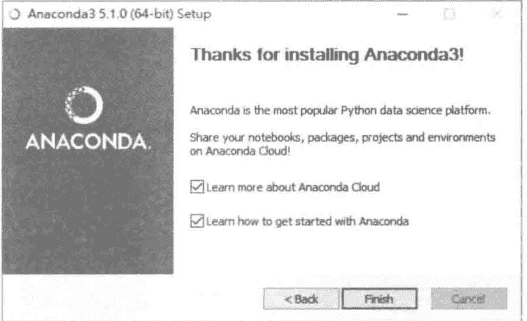 Anaconda3 5.1.0 (64-bit) Setup
Thanks for installing Anaconda3!
Anaconda is the most popular Python data science platform.
Share your notebooks, packages, projects and environments
on Anaconda Cloud!
ANACONDA.
Learn more about Anaconda Cloud
Learn how to get started with Anaconda
< Back
Finish
Cancel